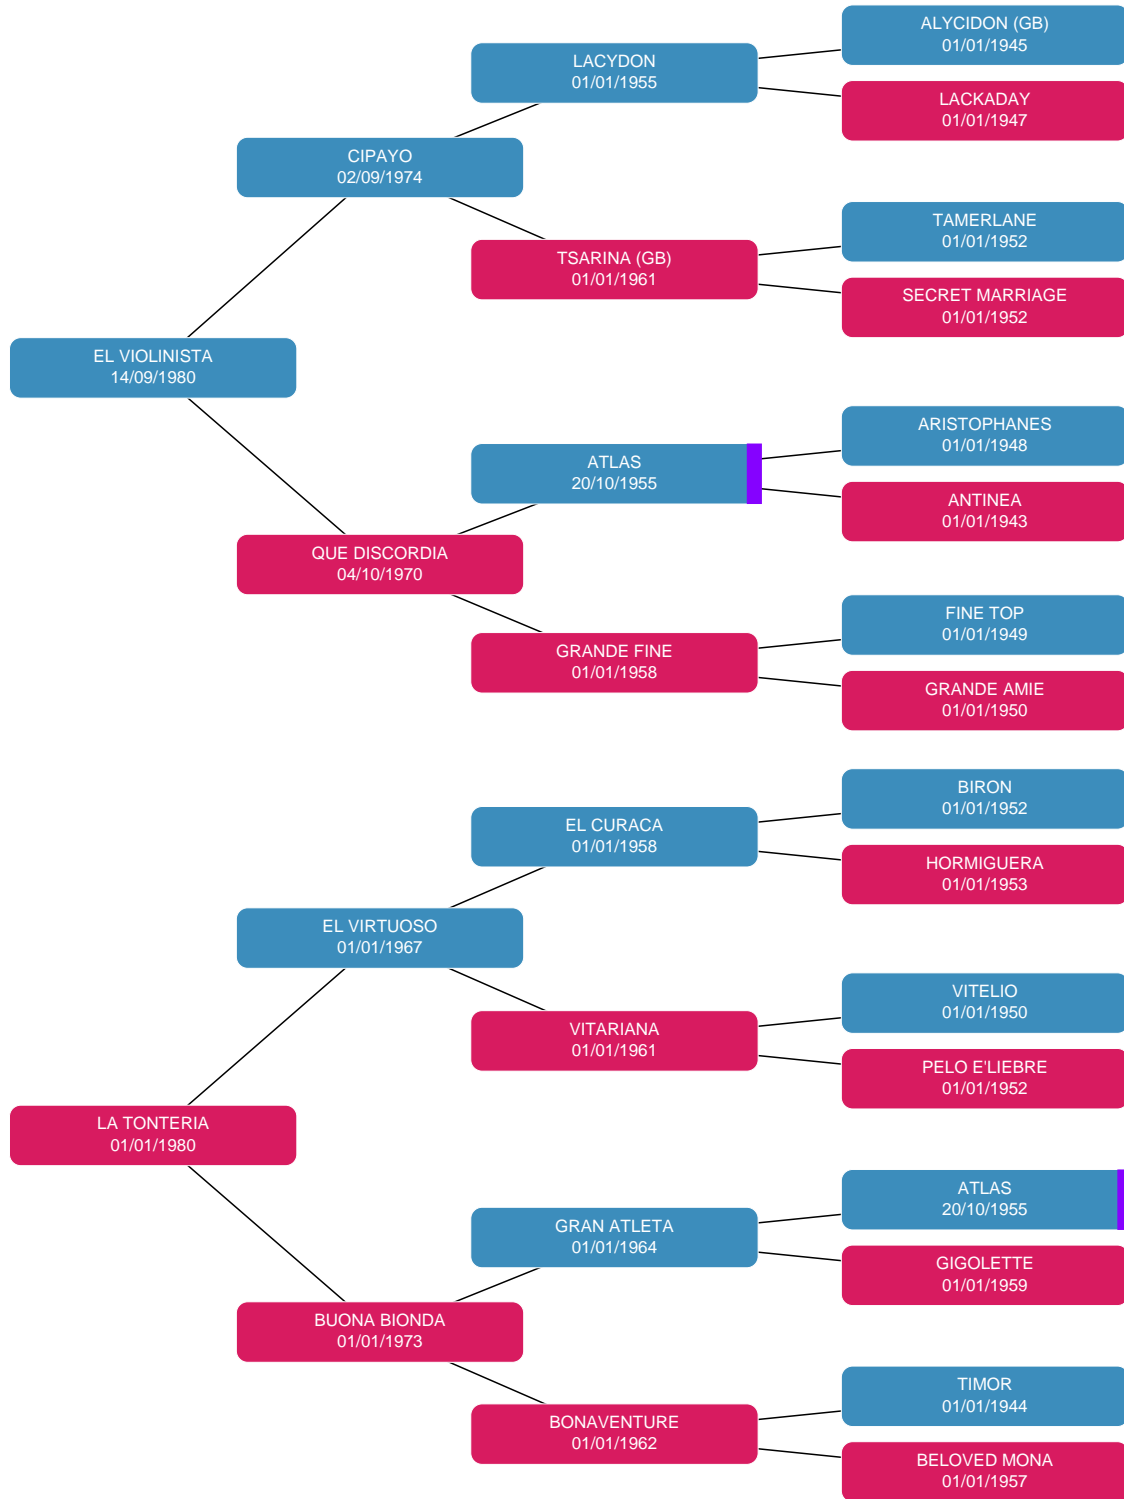 ALYCIDON (GB)
01/01/1945
LACYDON
01/01/1955
LACKADAY
01/01/1947
CIPAYO
02/09/1974
TAMERLANE
01/01/1952
TSARINA (GB)
01/01/1961
SECRET MARRIAGE
01/01/1952
EL VIOLINISTA
14/09/1980
ARISTOPHANES
01/01/1948
ATLAS
20/10/1955
ANTINEA
01/01/1943
QUE DISCORDIA
04/10/1970
FINE TOP
01/01/1949
GRANDE FINE
01/01/1958
GRANDE AMIE
01/01/1950
BIRON
01/01/1952
EL CURACA
01/01/1958
HORMIGUERA
01/01/1953
EL VIRTUOSO
01/01/1967
VITELIO
01/01/1950
VITARIANA
01/01/1961
PELO E'LIEBRE
01/01/1952
LA TONTERIA
01/01/1980
ATLAS
20/10/1955
GRAN ATLETA
01/01/1964
GIGOLETTE
01/01/1959
BUONA BIONDA
01/01/1973
TIMOR
01/01/1944
BONAVENTURE
01/01/1962
BELOVED MONA
01/01/1957